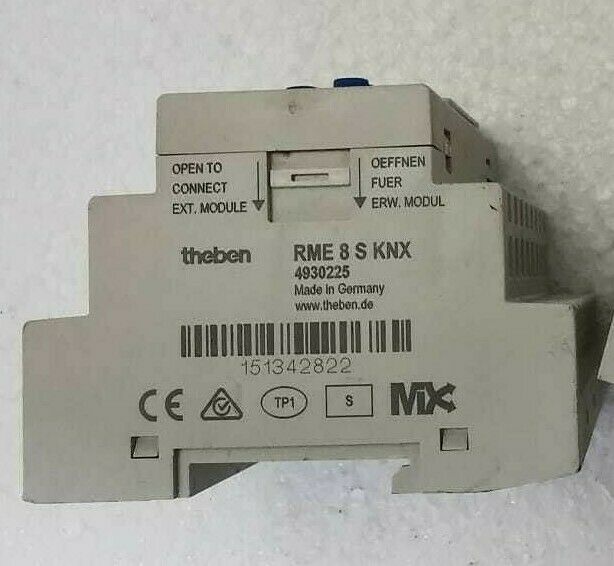 OPEN TO
CONNECT
EXT. MODULE
OEFFNEN
FUER
ERW. MODUL
theben
RME 8 S KNX
4930225
Made in Germany
www.theben.de
151342822
CE
TP1
S
MiX